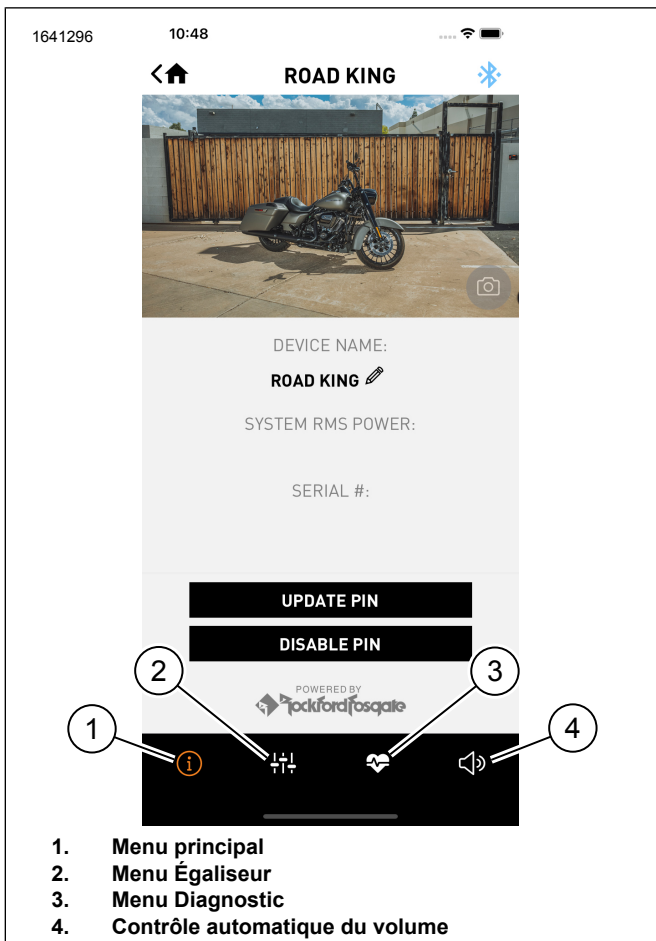 1641296
10:48
ROAD KING
DEVICE NAME:
ROAD KING
SYSTEM RMS POWER:
SERIAL #:
UPDATE PIN
DISABLE PIN
2
3
POWERED BY
Rockford Fosgate
1
4
1. Menu principal
2. Menu Égaliseur
3. Menu Diagnostic
4. Contrôle automatique du volume